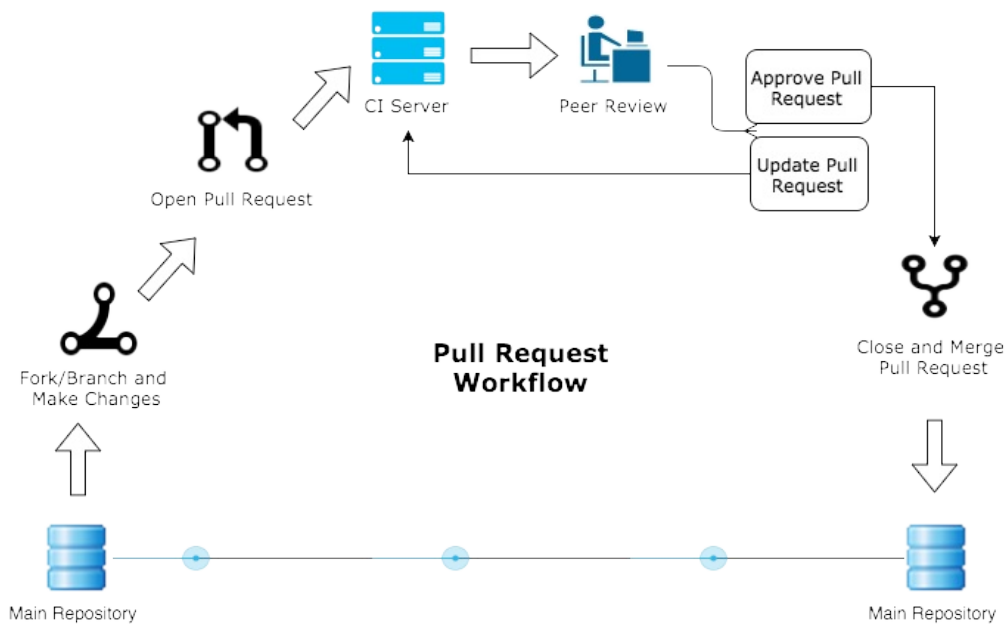 CI Server
Peer Review
Approve Pull
Request
Update Pull
Request
Open Pull Request
Fork/Branch and
Make Changes
Pull Request
Workflow
Close and Merge
Pull Request
Main Repository
Main Repository